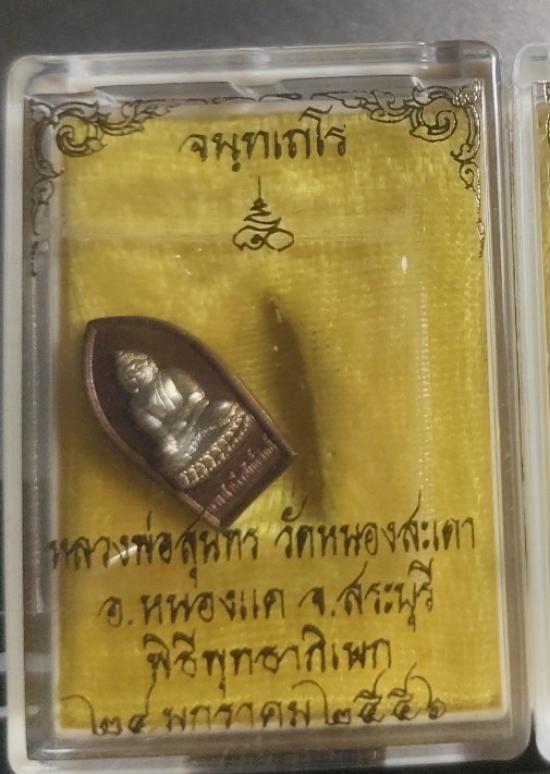 จนฺทเถโร
หลวงพ่อสุนทร วัดหนองสะเดา
อ.หนองแค จ.สระบุรี
พิธีพุทธาภิเษก
๒๔ มกราคม ๒๕๕๖